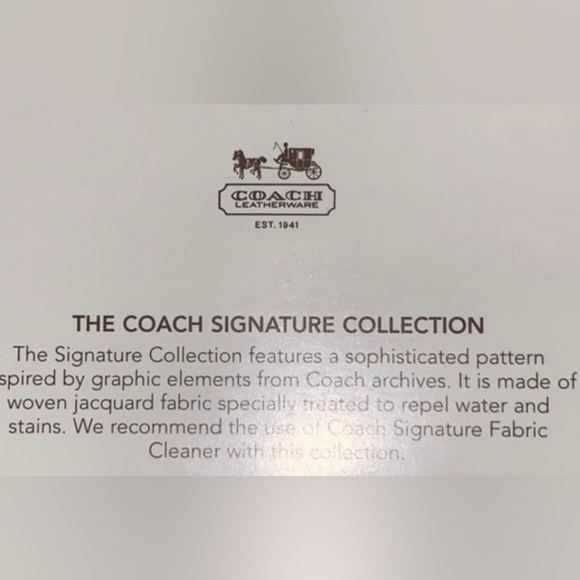 COACH
LEATHERWARE
EST. 1941
THE COACH SIGNATURE COLLECTION
The Signature Collection features a sophisticated pattern
spired by graphic elements from Coach archives. It is made of
woven jacquard fabric specially treated to repel water and
stains. We recommend the use of Coach Signature Fabric
Cleaner with this collection.